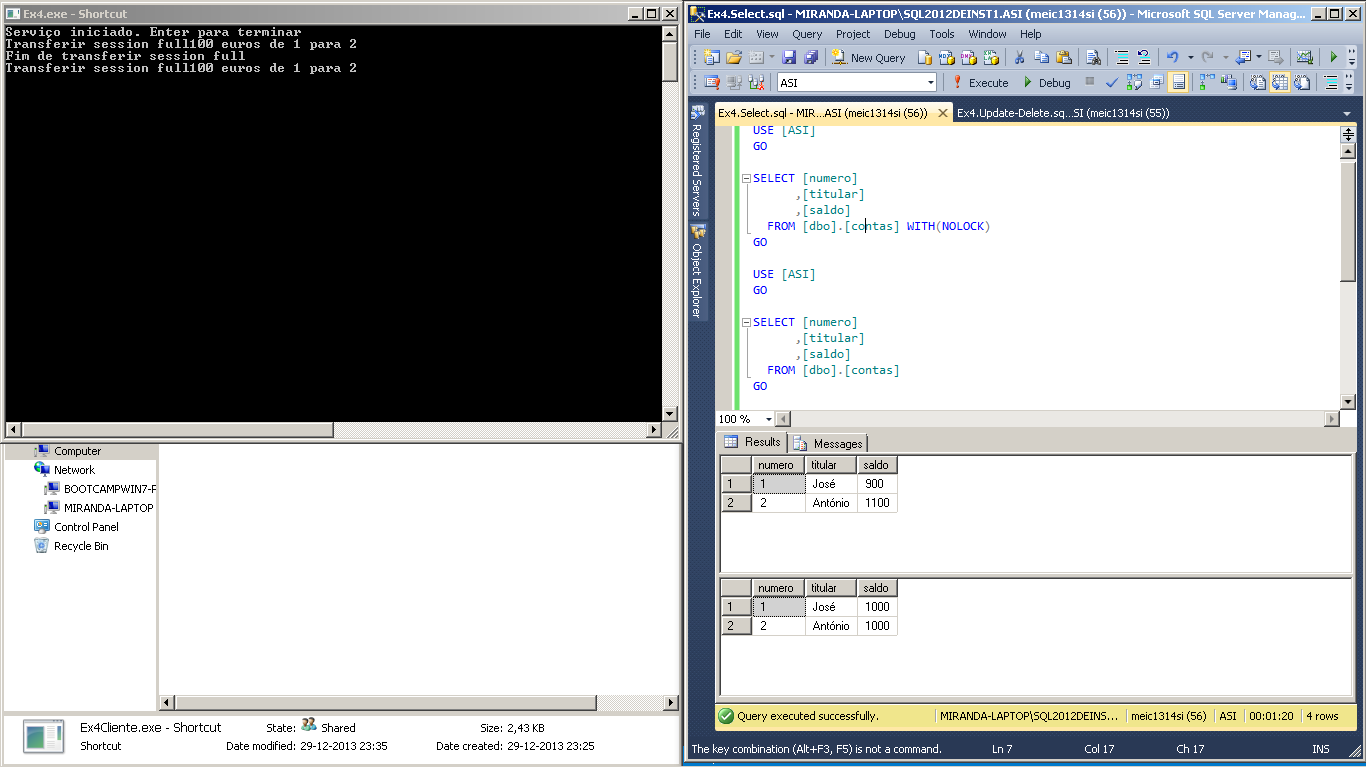 Ex4.exe - Shortcut
Serviço iniciado. Enter para terminar
Transferir session full100 euros de 1 para 2
Fim de transferir session full
Transferir session full100 euros de 1 para 2
Computer
Network
BOOTCAMPWIN7-F
MIRANDA-LAPTOP
Control Panel
Recycle Bin
Ex4Cliente.exe - Shortcut State: Shared Size: 2,43 KB
Shortcut Date modified: 29-12-2013 23:35 Date created: 29-12-2013 23:25
Ex4.Select.sql - MIRANDA-LAPTOP\SQL2012DEINST1.ASI (meic1314si (56)) - Microsoft SQL Server Manag...
File Edit View Query Project Debug Tools Window Help
New Query
ASI Execute Debug
Ex4.Select.sql - MIR...ASI (meic1314si (56)) Ex4.Update-Delete.sq...SI (meic1314si (55))
Registered Servers
Object Explorer
USE [ASI]
GO
SELECT [numero]
,[titular]
,[saldo]
FROM [dbo].[contas] WITH(NOLOCK)
GO
USE [ASI]
GO
SELECT [numero]
,[titular]
,[saldo]
FROM [dbo].[contas]
GO
100 %
Results Messages
numero titular saldo
1 1 José 900
2 2 António 1100
numero titular saldo
1 1 José 1000
2 2 António 1000
Query executed successfully. MIRANDA-LAPTOP\SQL2012DEINS... meic1314si (56) ASI 00:01:20 4 rows
The key combination (Alt+F3, F5) is not a command. Ln 7 Col 17 Ch 17 INS